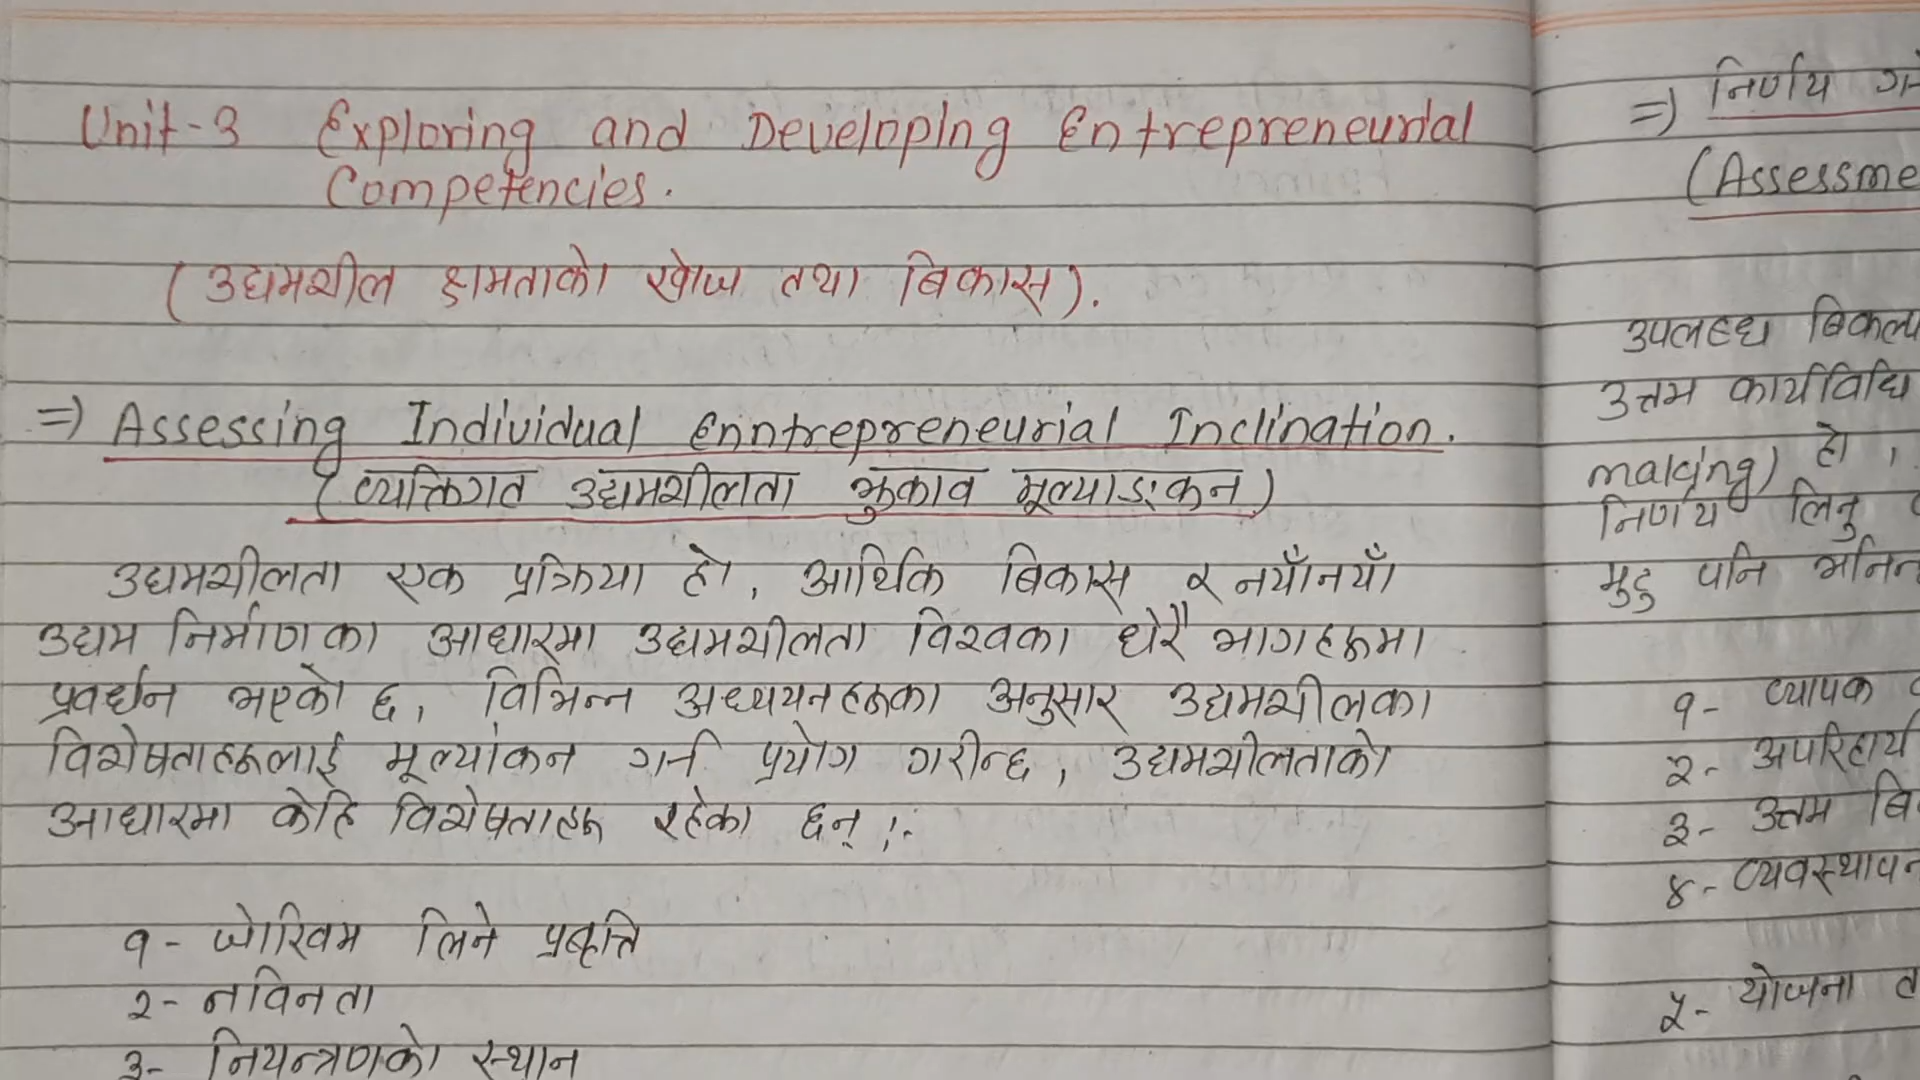 Unit-3 Exploring and Developing Entrepreneurial
Competencies.
(उद्यमशील क्षमताको खोज तथा बिकास).
=) Assessing Individual Enntrepreneurial Inclination.
(व्यक्तिगत उद्यमशीलता झुकाव मूल्याङ्कन)
उद्यमशीलता एक प्रक्रिया हो, आर्थिक बिकास र नयाँनयाँ
उद्यम निर्माणका आधारमा उद्यमशीलता विश्वका धेरै भागहरूमा
प्रवर्धन भएको छ, विभिन्न अध्ययनहरूका अनुसार उद्यमशीलका
विशेषताहरूलाई मूल्यांकन गर्न प्रयोग गरीन्छ, उद्यमशीलताको
आधारमा केहि विशेषताहरू रहेका छन् :-
१- जोखिम लिने प्रबृत्ति
२- नविनता
३- नियन्त्रणको स्थान
=) निर्णय
(Assessme
उपलब्ध बिकल्प
उत्तम कार्यविधि
making) हो,
निर्णय लिनु
मुटु पनि भनिन
१- व्यापक
२- अपरिहार्य
३- उत्तम बि
४- व्यवस्थापन
५- योजना त